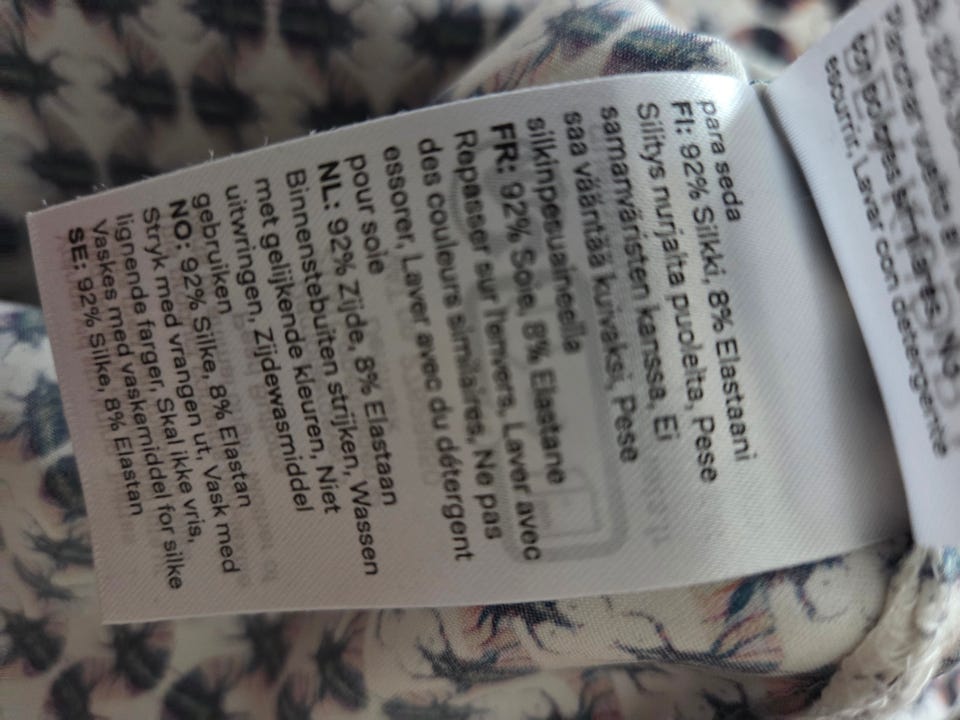 para seda
FI: 92% Silkki, 8% Elastaani
Silitys nurjalta puolelta, Pese
samanväristen kanssa, Ei
saa vääntää kuivaksi, Pese
silkinpesuaineella
FR: 92% Soie, 8% Elastane
Repasser sur l'envers, Laver avec
des couleurs similaires, Ne pas
essorer, Laver avec du détergent
pour soie
NL: 92% Zijde, 8% Elastaan
Binnenstebuiten strijken, Wassen
met gelijkende kleuren, Niet
uitwringen, Zijdewasmiddel
gebruiken
NO: 92% Silke, 8% Elastan
Stryk med vrangen ut, Vask med
lignende farger, Skal ikke vris,
Vaskes med vaskemiddel for silke
SE: 92% Silke, 8% Elastan
escurrir, Lavar con detergente